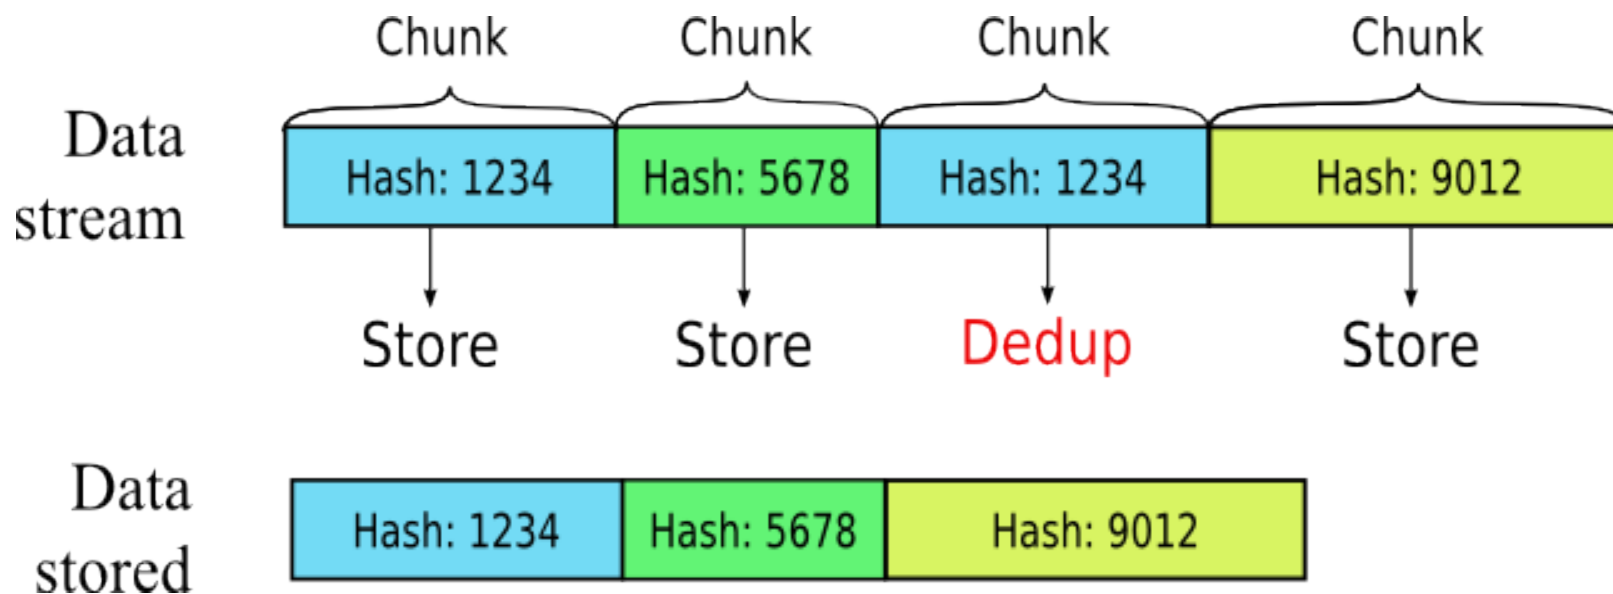 Chunk Chunk Chunk Chunk
Data
stream
Hash: 1234 Hash: 5678 Hash: 1234 Hash: 9012
Store Store Dedup Store
Data
stored
Hash: 1234 Hash: 5678 Hash: 9012